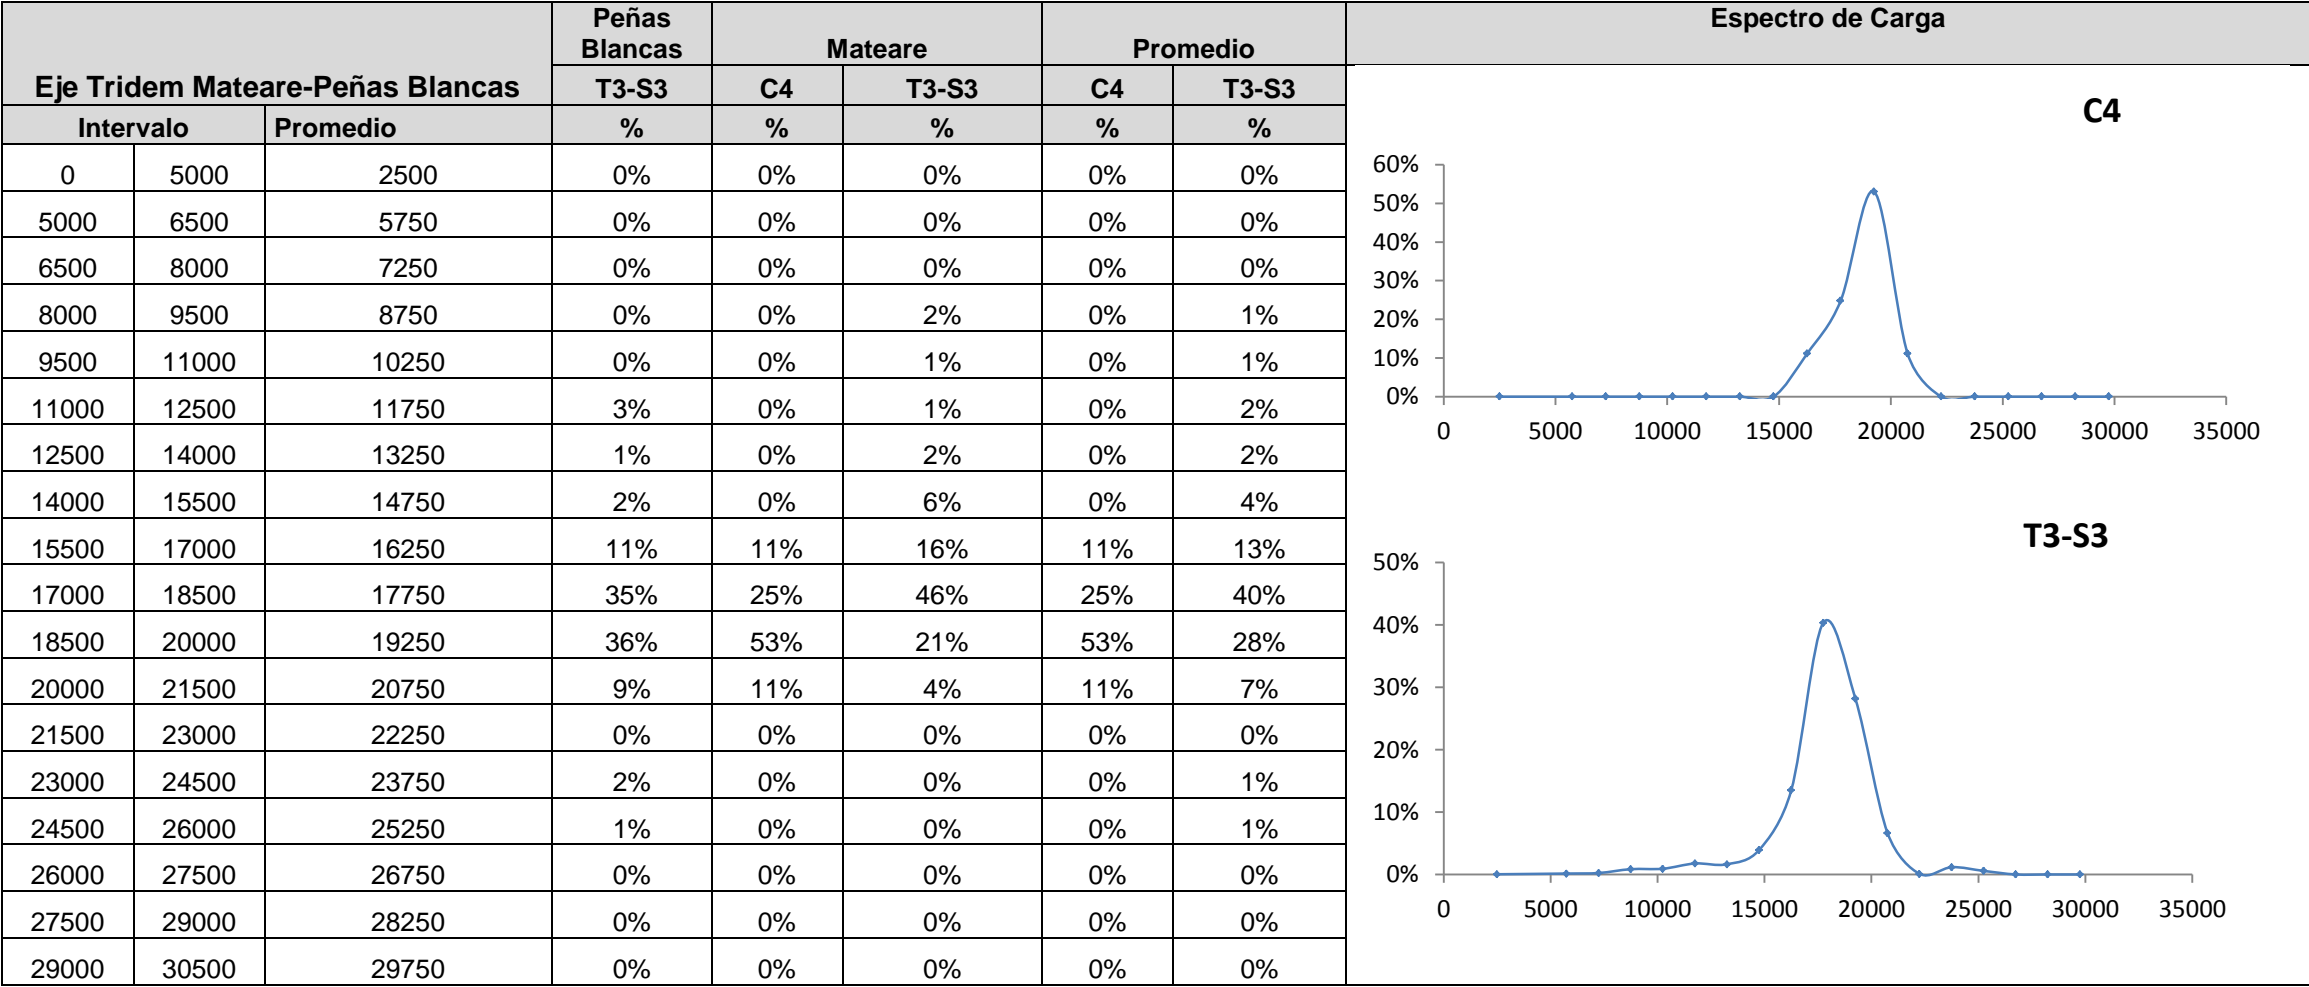 Eje Tridem Mateare-Peñas Blancas
Peñas Blancas
Mateare
Promedio
Espectro de Carga
T3-S3 C4 T3-S3 C4 T3-S3
Intervalo Promedio % % % % %
0 5000 2500 0% 0% 0% 0% 0%
5000 6500 5750 0% 0% 0% 0% 0%
6500 8000 7250 0% 0% 0% 0% 0%
8000 9500 8750 0% 0% 2% 0% 1%
9500 11000 10250 0% 0% 1% 0% 1%
11000 12500 11750 3% 0% 1% 0% 2%
12500 14000 13250 1% 0% 2% 0% 2%
14000 15500 14750 2% 0% 6% 0% 4%
15500 17000 16250 11% 11% 16% 11% 13%
17000 18500 17750 35% 25% 46% 25% 40%
18500 20000 19250 36% 53% 21% 53% 28%
20000 21500 20750 9% 11% 4% 11% 7%
21500 23000 22250 0% 0% 0% 0% 0%
23000 24500 23750 2% 0% 0% 0% 1%
24500 26000 25250 1% 0% 0% 0% 1%
26000 27500 26750 0% 0% 0% 0% 0%
27500 29000 28250 0% 0% 0% 0% 0%
29000 30500 29750 0% 0% 0% 0% 0%
C4
60%
50%
40%
30%
20%
10%
0%
0 5000 10000 15000 20000 25000 30000 35000
T3-S3
50%
40%
30%
20%
10%
0%
0 5000 10000 15000 20000 25000 30000 35000